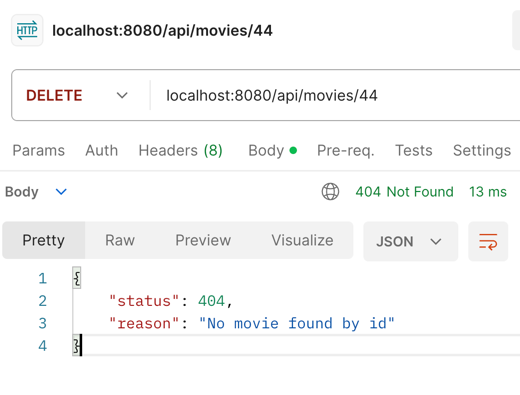 HTTP localhost:8080/api/movies/44
DELETE localhost:8080/api/movies/44
Params Auth Headers (8) Body Pre-req. Tests Settings
Body 404 Not Found 13 ms
Pretty Raw Preview Visualize JSON
1 {
2 "status": 404,
3 "reason": "No movie found by id"
4 }